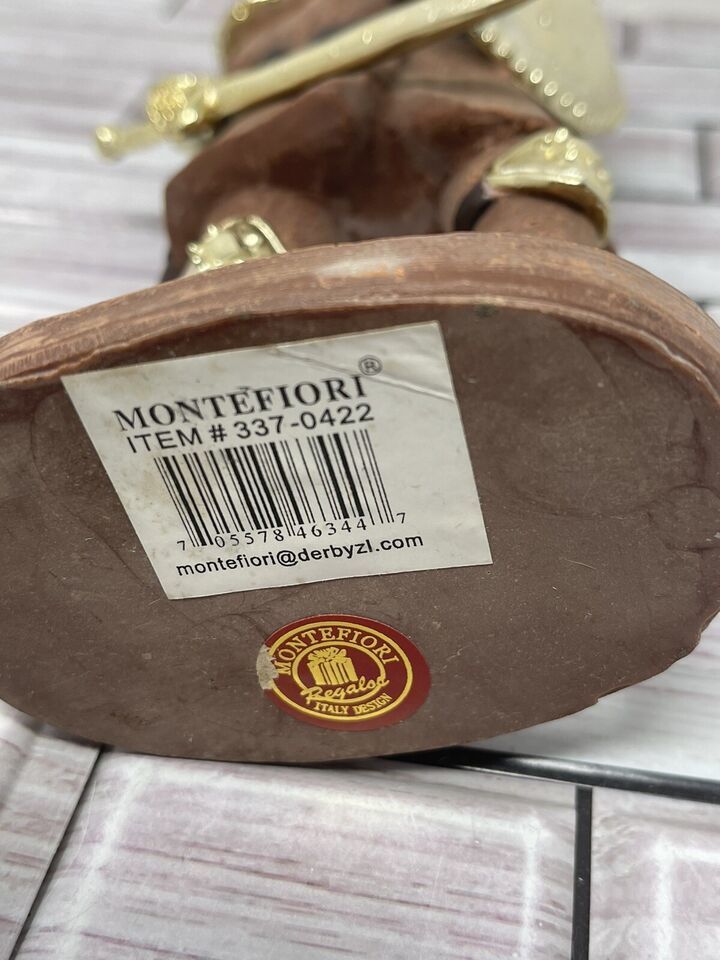 MONTEFIORI®
ITEM # 337-0422
7 05578 46344 7
montefiori@derbyzl.com
MONTEFIORI
Regalos
ITALY DESIGN